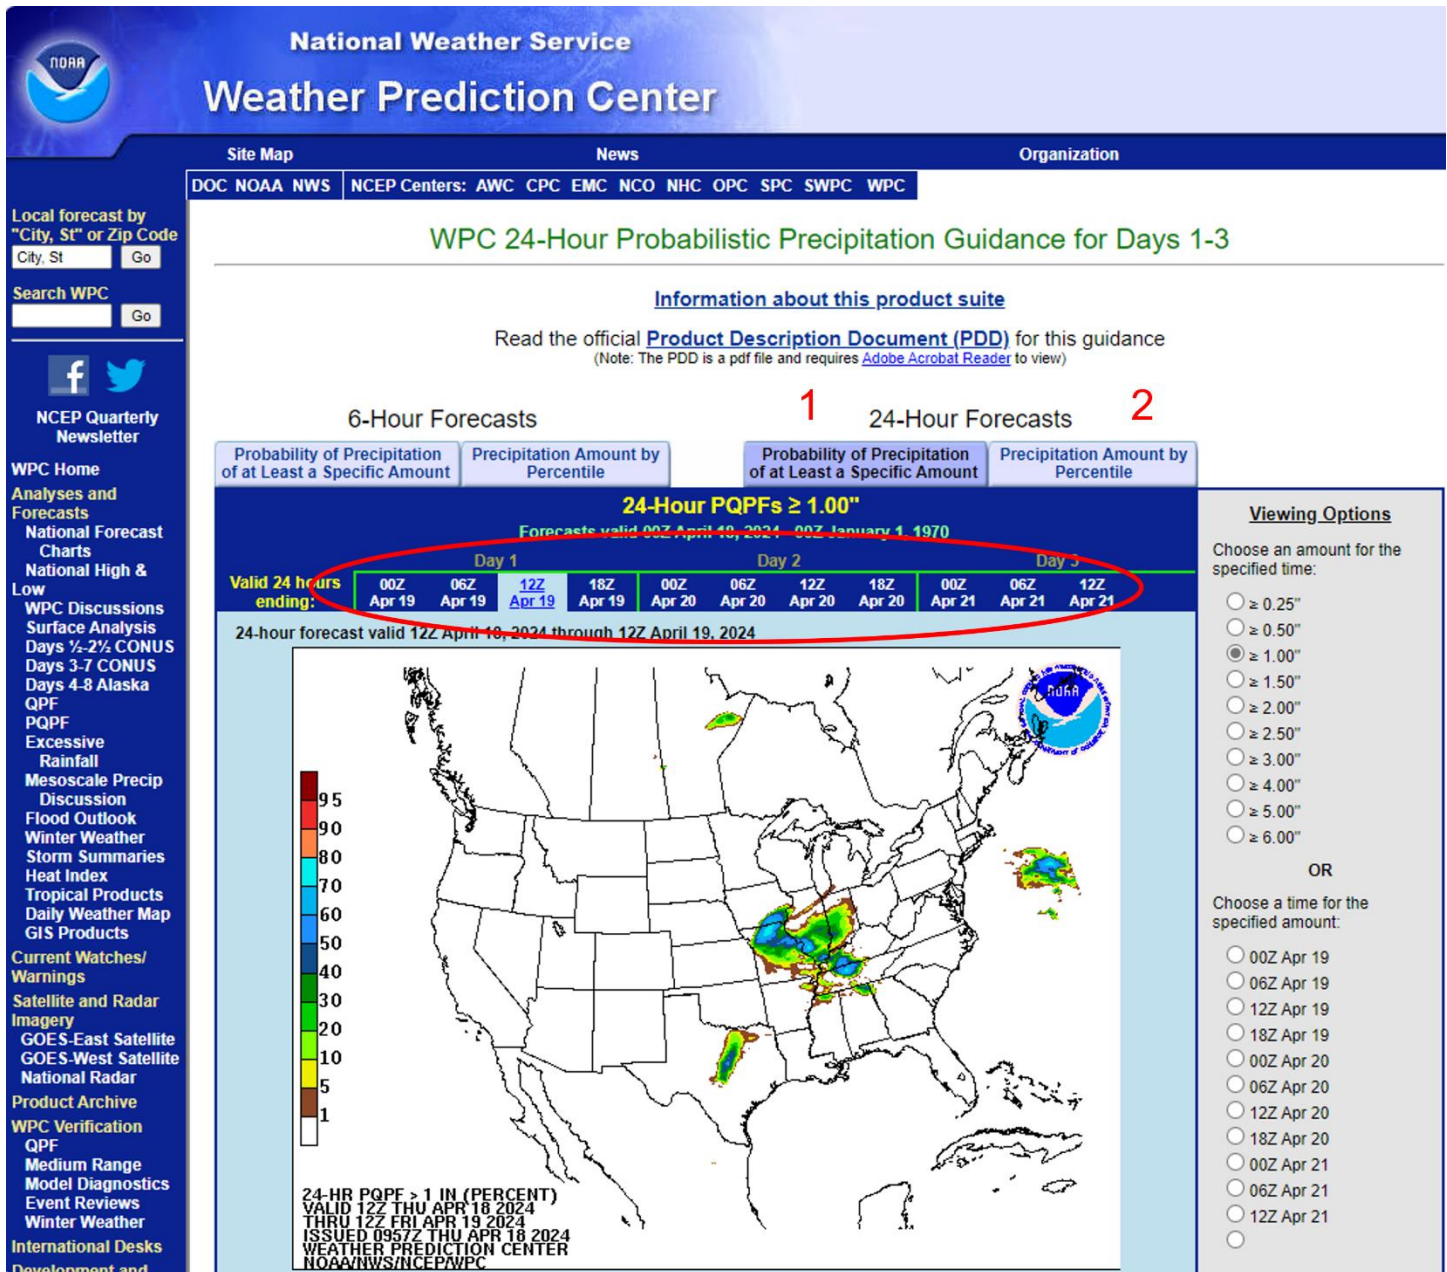 NOAA
National Weather Service
Weather Prediction Center
Site Map News Organization
DOC NOAA NWS NCEP Centers: AWC CPC EMC NCO NHC OPC SPC SWPC WPC
Local forecast by
"City, St" or Zip Code
City, St Go
Search WPC
Go
f
NCEP Quarterly
Newsletter
WPC Home
Analyses and
Forecasts
National Forecast
Charts
National High &
Low
WPC Discussions
Surface Analysis
Days ½-2½ CONUS
Days 3-7 CONUS
Days 4-8 Alaska
QPF
PQPF
Excessive
Rainfall
Mesoscale Precip
Discussion
Flood Outlook
Winter Weather
Storm Summaries
Heat Index
Tropical Products
Daily Weather Map
GIS Products
Current Watches/
Warnings
Satellite and Radar
Imagery
GOES-East Satellite
GOES-West Satellite
National Radar
Product Archive
WPC Verification
QPF
Medium Range
Model Diagnostics
Event Reviews
Winter Weather
International Desks
Development and
WPC 24-Hour Probabilistic Precipitation Guidance for Days 1-3
Information about this product suite
Read the official Product Description Document (PDD) for this guidance
(Note: The PDD is a pdf file and requires Adobe Acrobat Reader to view)
6-Hour Forecasts 1 24-Hour Forecasts 2
Probability of Precipitation
of at Least a Specific Amount
Precipitation Amount by
Percentile
Probability of Precipitation
of at Least a Specific Amount
Precipitation Amount by
Percentile
24-Hour PQPFs ≥ 1.00"
Forecasts valid 00Z April 18, 2024 - 00Z January 1, 1970
Day 1 Day 2 Day 3
Valid 24 hours 00Z 06Z 12Z 18Z 00Z 06Z 12Z 18Z 00Z 06Z 12Z
ending: Apr 19 Apr 19 Apr 19 Apr 19 Apr 20 Apr 20 Apr 20 Apr 20 Apr 21 Apr 21 Apr 21
24-hour forecast valid 12Z April 18, 2024 through 12Z April 19, 2024
NOAA
95
90
80
70
60
50
40
30
20
10
5
1
24-HR PQPF > 1 IN (PERCENT)
VALID 12Z THU APR 18 2024
THRU 12Z FRI APR 19 2024
ISSUED 0957Z THU APR 18 2024
WEATHER PREDICTION CENTER
NOAA/NWS/NCEP/WPC
Viewing Options
Choose an amount for the
specified time:
≥ 0.25"
≥ 0.50"
≥ 1.00"
≥ 1.50"
≥ 2.00"
≥ 2.50"
≥ 3.00"
≥ 4.00"
≥ 5.00"
≥ 6.00"
OR
Choose a time for the
specified amount:
00Z Apr 19
06Z Apr 19
12Z Apr 19
18Z Apr 19
00Z Apr 20
06Z Apr 20
12Z Apr 20
18Z Apr 20
00Z Apr 21
06Z Apr 21
12Z Apr 21